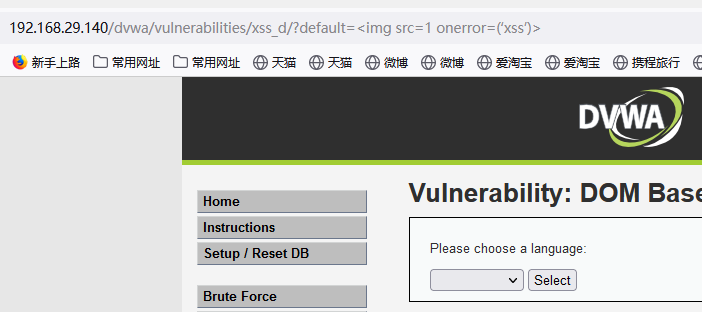 192.168.29.140/dvwa/vulnerabilities/xss_d/?default=<img src=1 onerror=('xss')>
新手上路 常用网址 常用网址 天猫 天猫 微博 微博 爱淘宝 爱淘宝 携程旅行
DVWA
Home
Instructions
Setup / Reset DB
Brute Force
Vulnerability: DOM Base
Please choose a language:
Select